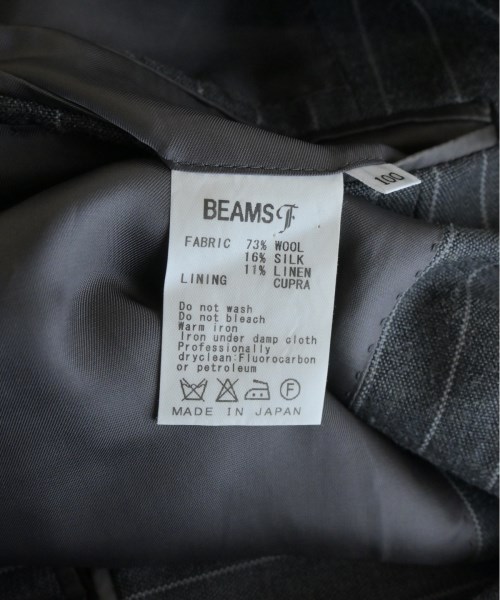 100
BEAMS F
FABRIC 73% WOOL
16% SILK
11% LINEN
LINING CUPRA
Do not wash
Do not bleach
Warm iron
Iron under damp cloth
Professionally
dryclean:Fluorocarbon
or petroleum
F
MADE IN JAPAN